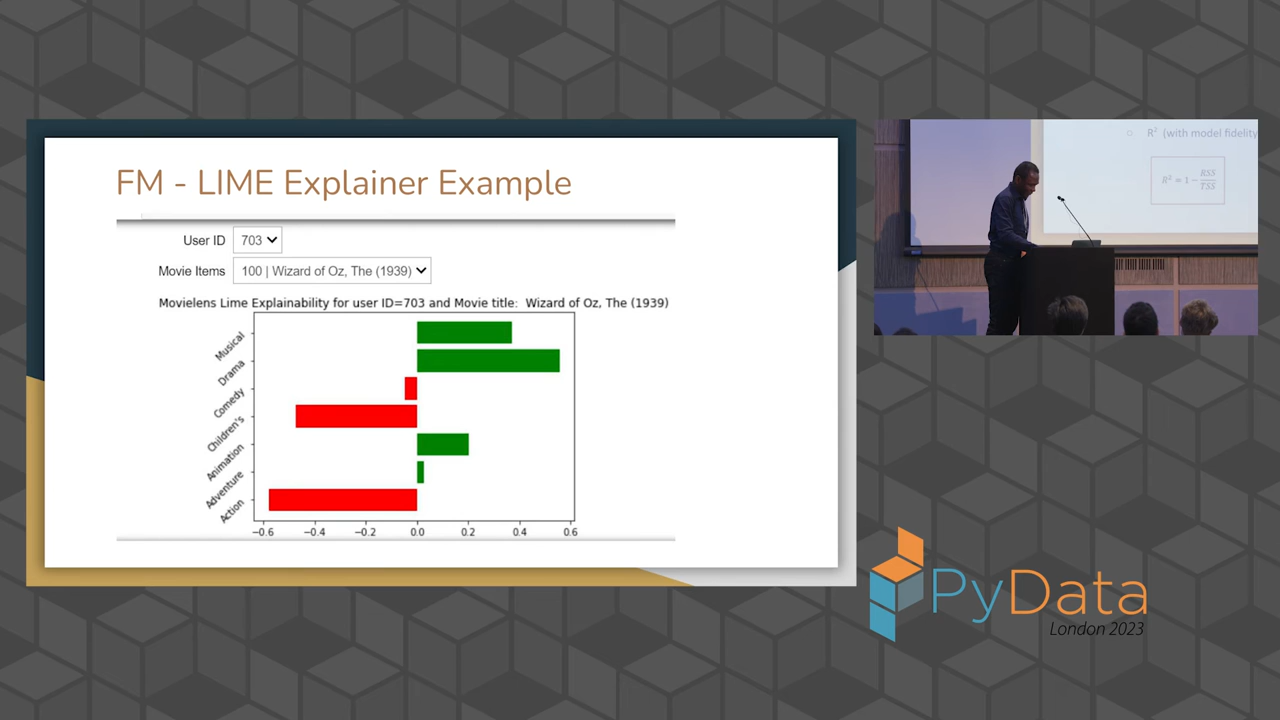 FM - LIME Explainer Example
User ID 703
Movie Items 100 | Wizard of Oz, The (1939)
Movielens Lime Explainability for user ID=703 and Movie title: Wizard of Oz, The (1939)
Musical
Drama
Comedy
Children's
Animation
Adventure
Action
−0.6 −0.4 −0.2 0.0 0.2 0.4 0.6
○ R² (with model fidelity
R² = 1 - RSS
TSS
PyData
London 2023